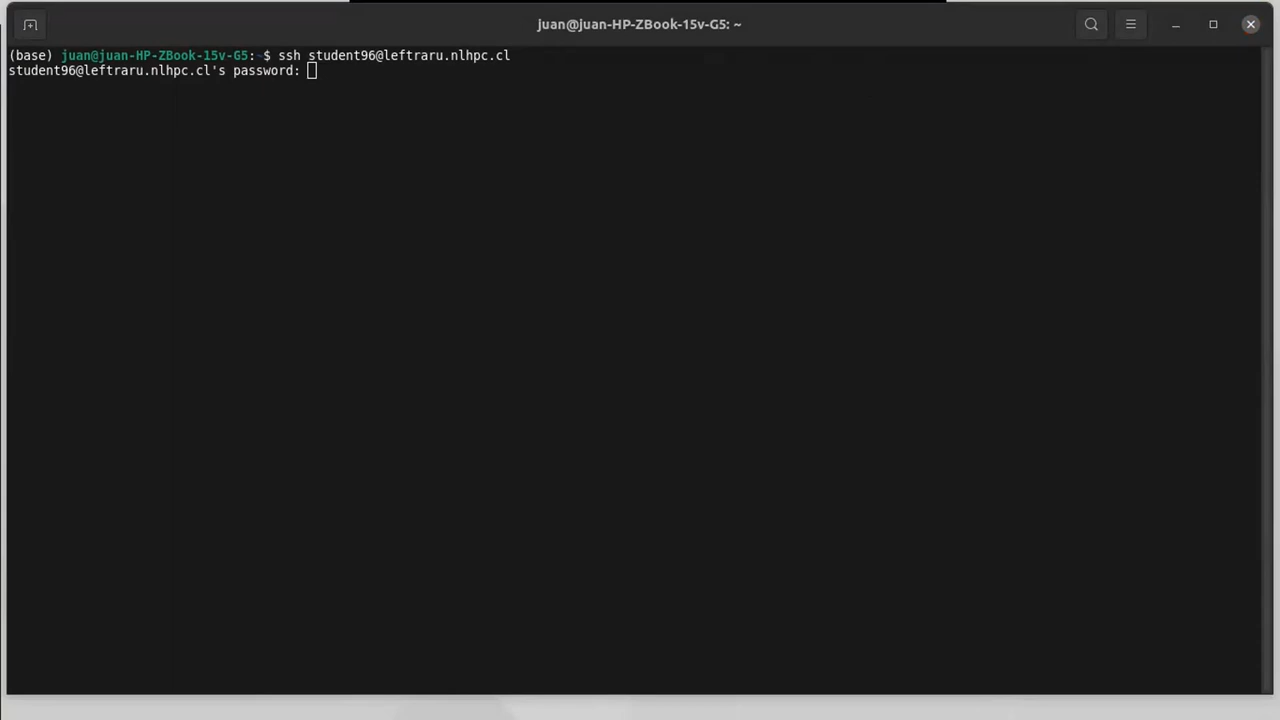 juan@juan-HP-ZBook-15v-G5: ~
(base) juan@juan-HP-ZBook-15v-G5:~$ ssh student96@leftraru.nlhpc.cl
student96@leftraru.nlhpc.cl's password: